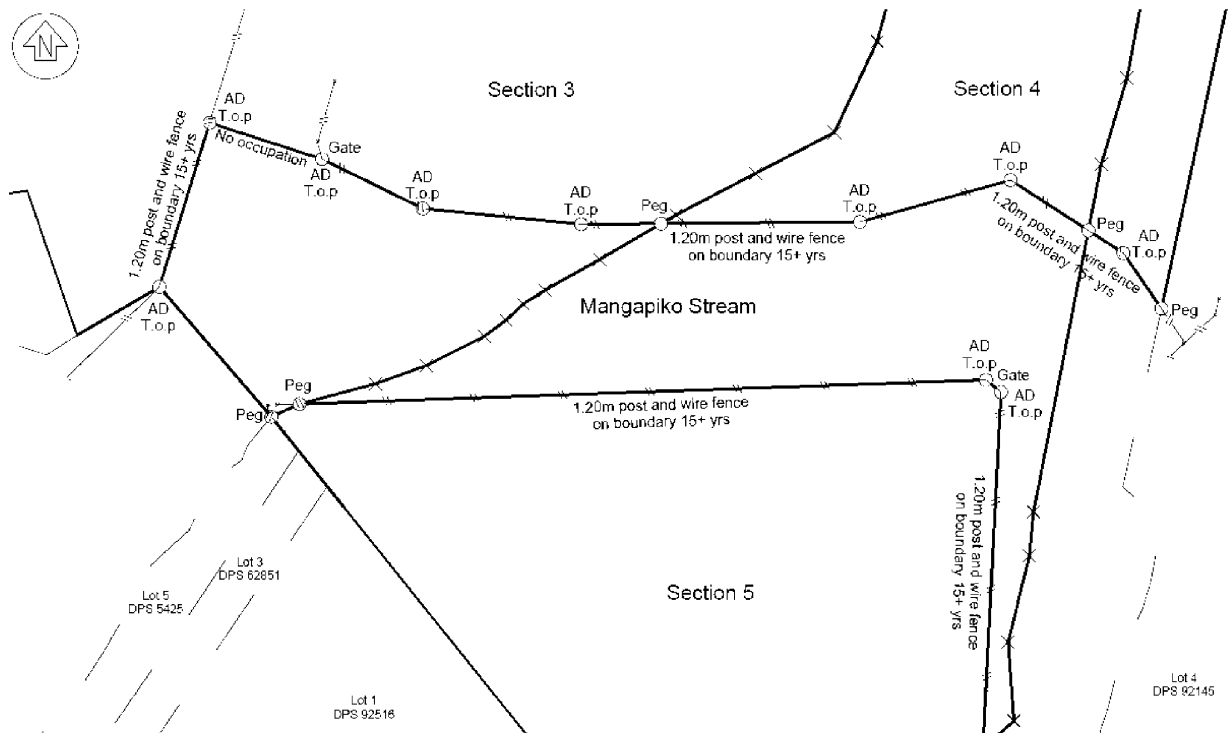 N
Section 3
Section 4
AD
T.o.p
No occupation
Gate
AD
T.o.p
AD
T.o.p
AD
T.o.p
Peg
AD
T.o.p
1.20m post and wire fence
on boundary 15+ yrs
1.20m post and wire fence
on boundary 15+ yrs
AD
T.o.p
1.20m post and wire fence
on boundary 15+ yrs
Peg
AD
T.o.p
Peg
AD
T.o.p
Mangapiko Stream
Peg
Peg
1.20m post and wire fence
on boundary 15+ yrs
AD
T.o.p
Gate
AD
T.o.p
1.20m post and wire fence
on boundary 15+ yrs
Lot 3
DPS 62851
Lot 5
DPS 5425
Section 5
Lot 1
DPS 92516
Lot 4
DPS 92145